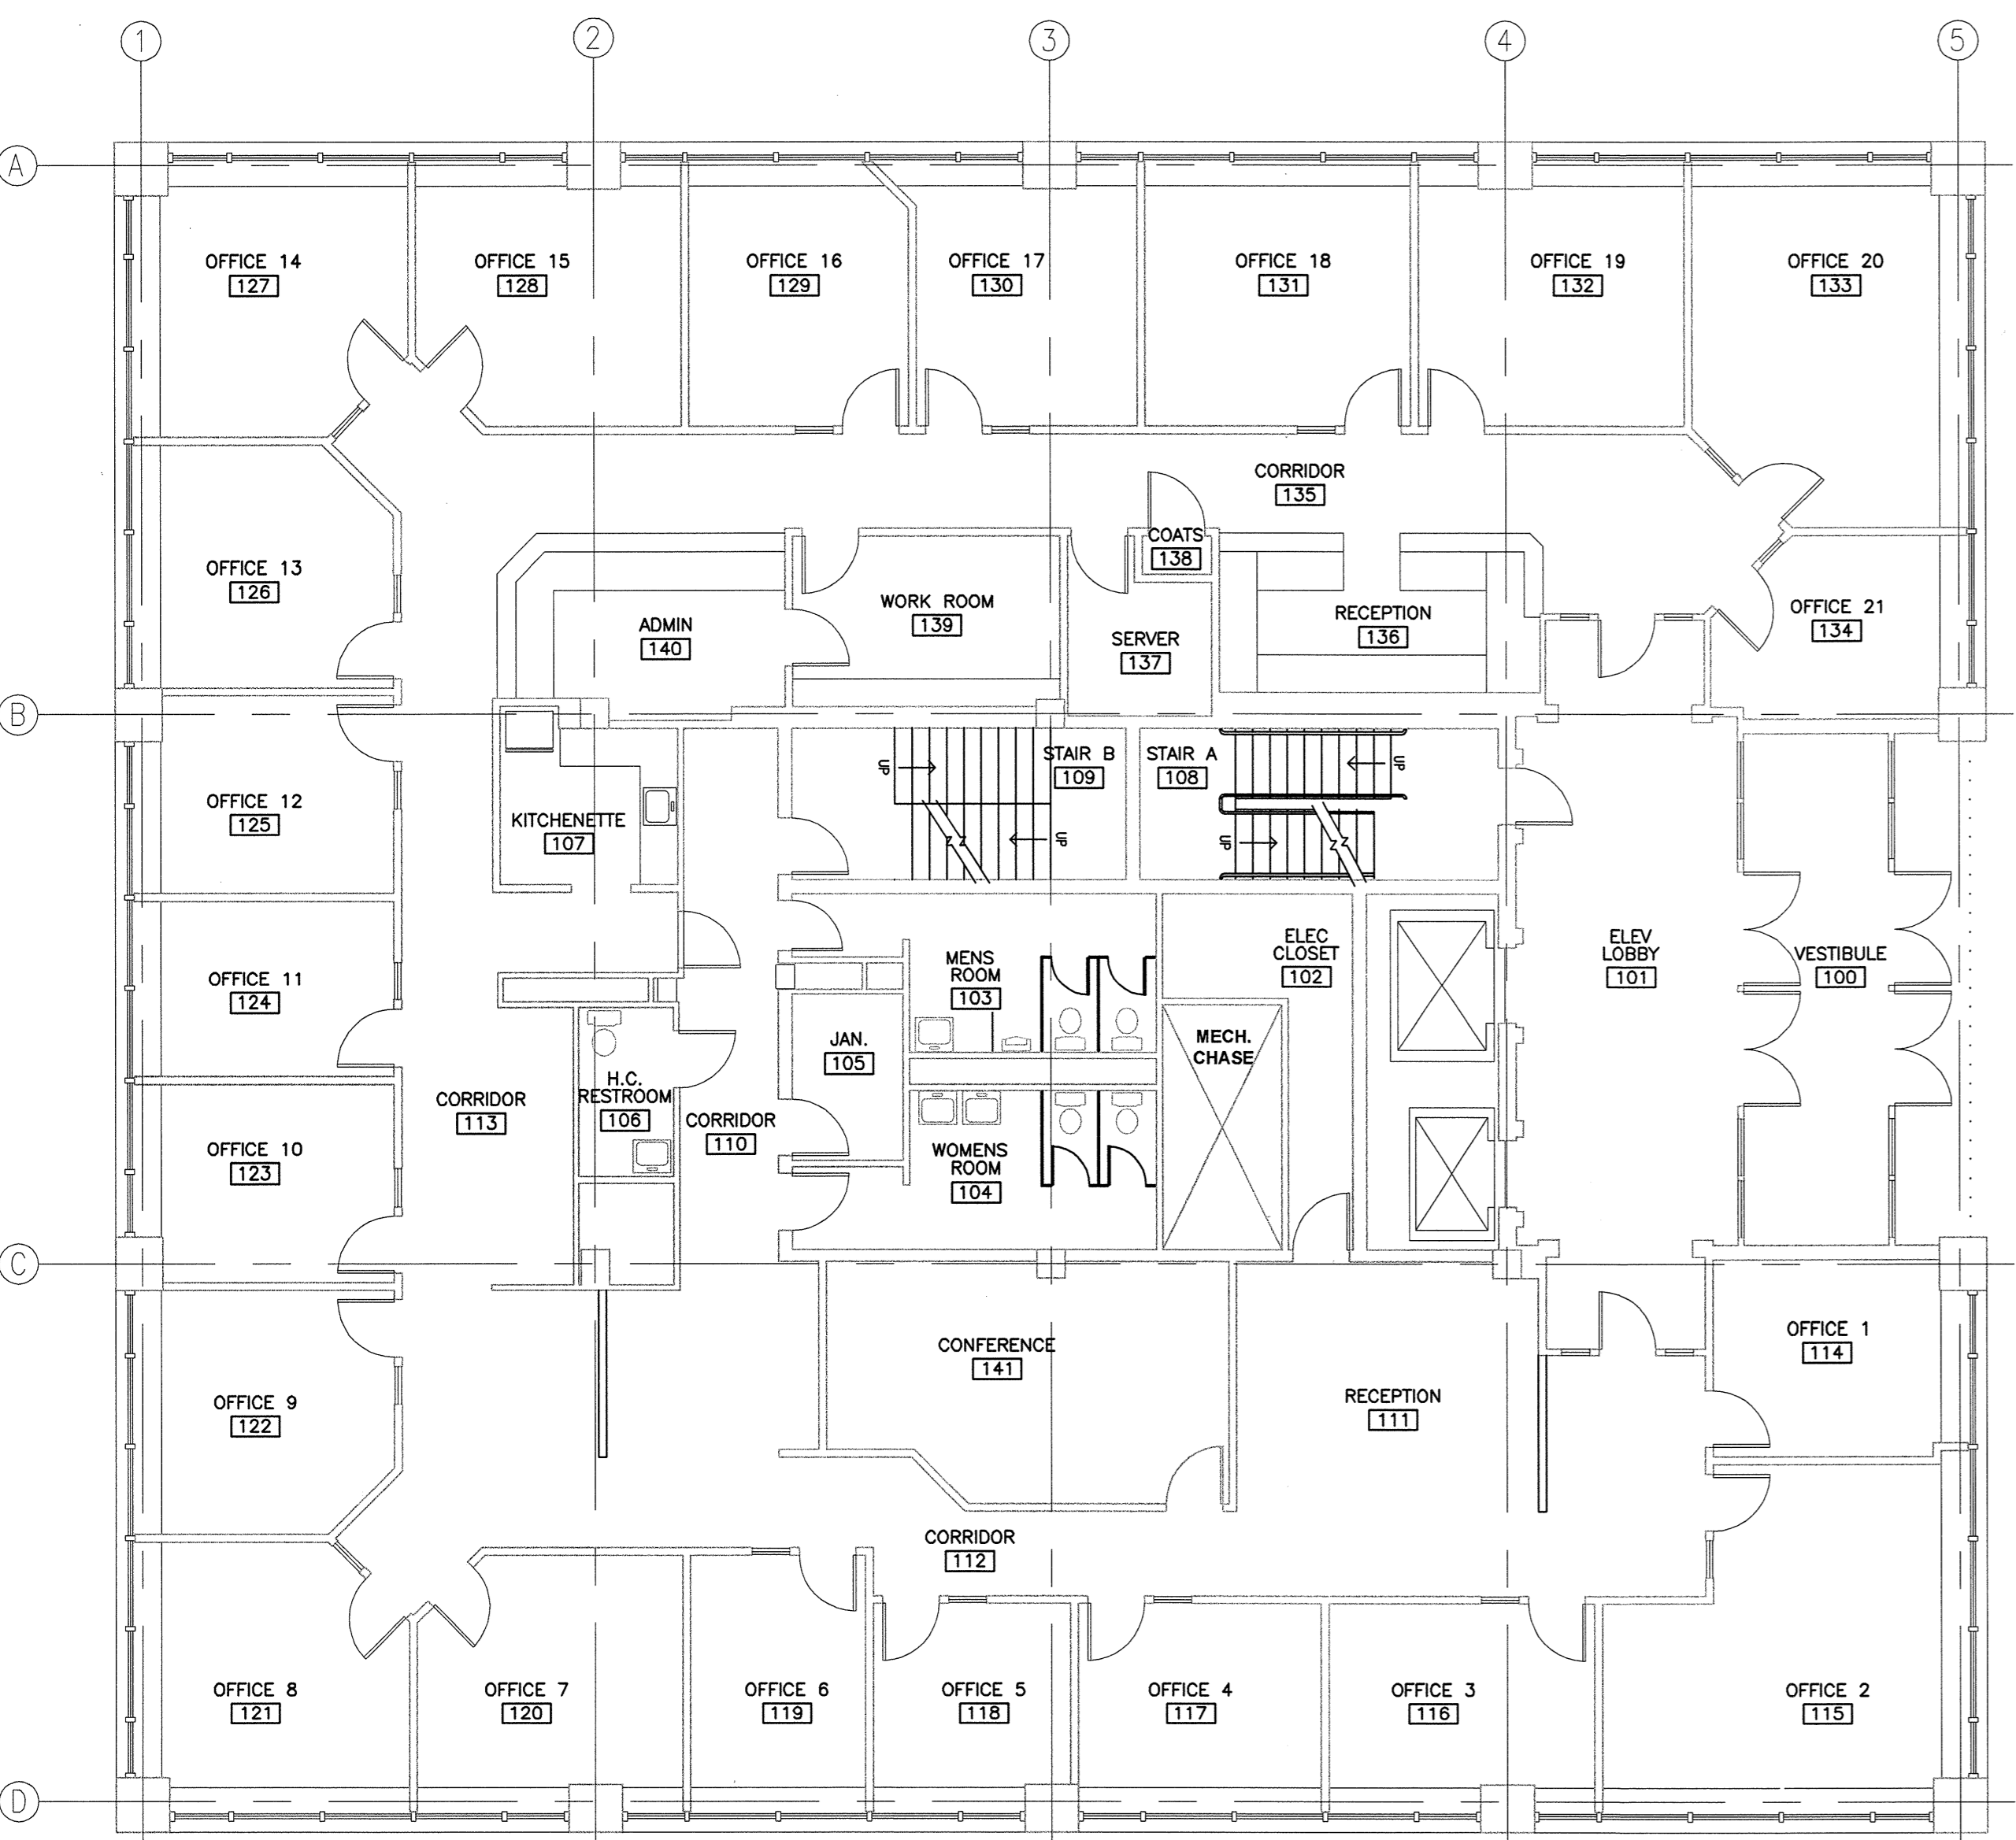 1
2
3
4
5
A
OFFICE 14
127
OFFICE 15
128
OFFICE 16
129
OFFICE 17
130
OFFICE 18
131
OFFICE 19
132
OFFICE 20
133
CORRIDOR
135
OFFICE 13
126
ADMIN
140
WORK ROOM
139
COATS
138
SERVER
137
RECEPTION
136
OFFICE 21
134
B
OFFICE 12
125
KITCHENETTE
107
UP
STAIR B
109
UP
STAIR A
108
UP
UP
Z Z
Z Z
OFFICE 11
124
MENS
ROOM
103
ELEC
CLOSET
102
ELEV
LOBBY
101
VESTIBULE
100
JAN.
105
MECH.
CHASE
H.C.
RESTROOM
106
CORRIDOR
113
CORRIDOR
110
OFFICE 10
123
WOMENS
ROOM
104
C
OFFICE 9
122
CONFERENCE
141
RECEPTION
111
OFFICE 1
114
CORRIDOR
112
OFFICE 8
121
OFFICE 7
120
OFFICE 6
119
OFFICE 5
118
OFFICE 4
117
OFFICE 3
116
OFFICE 2
115
D